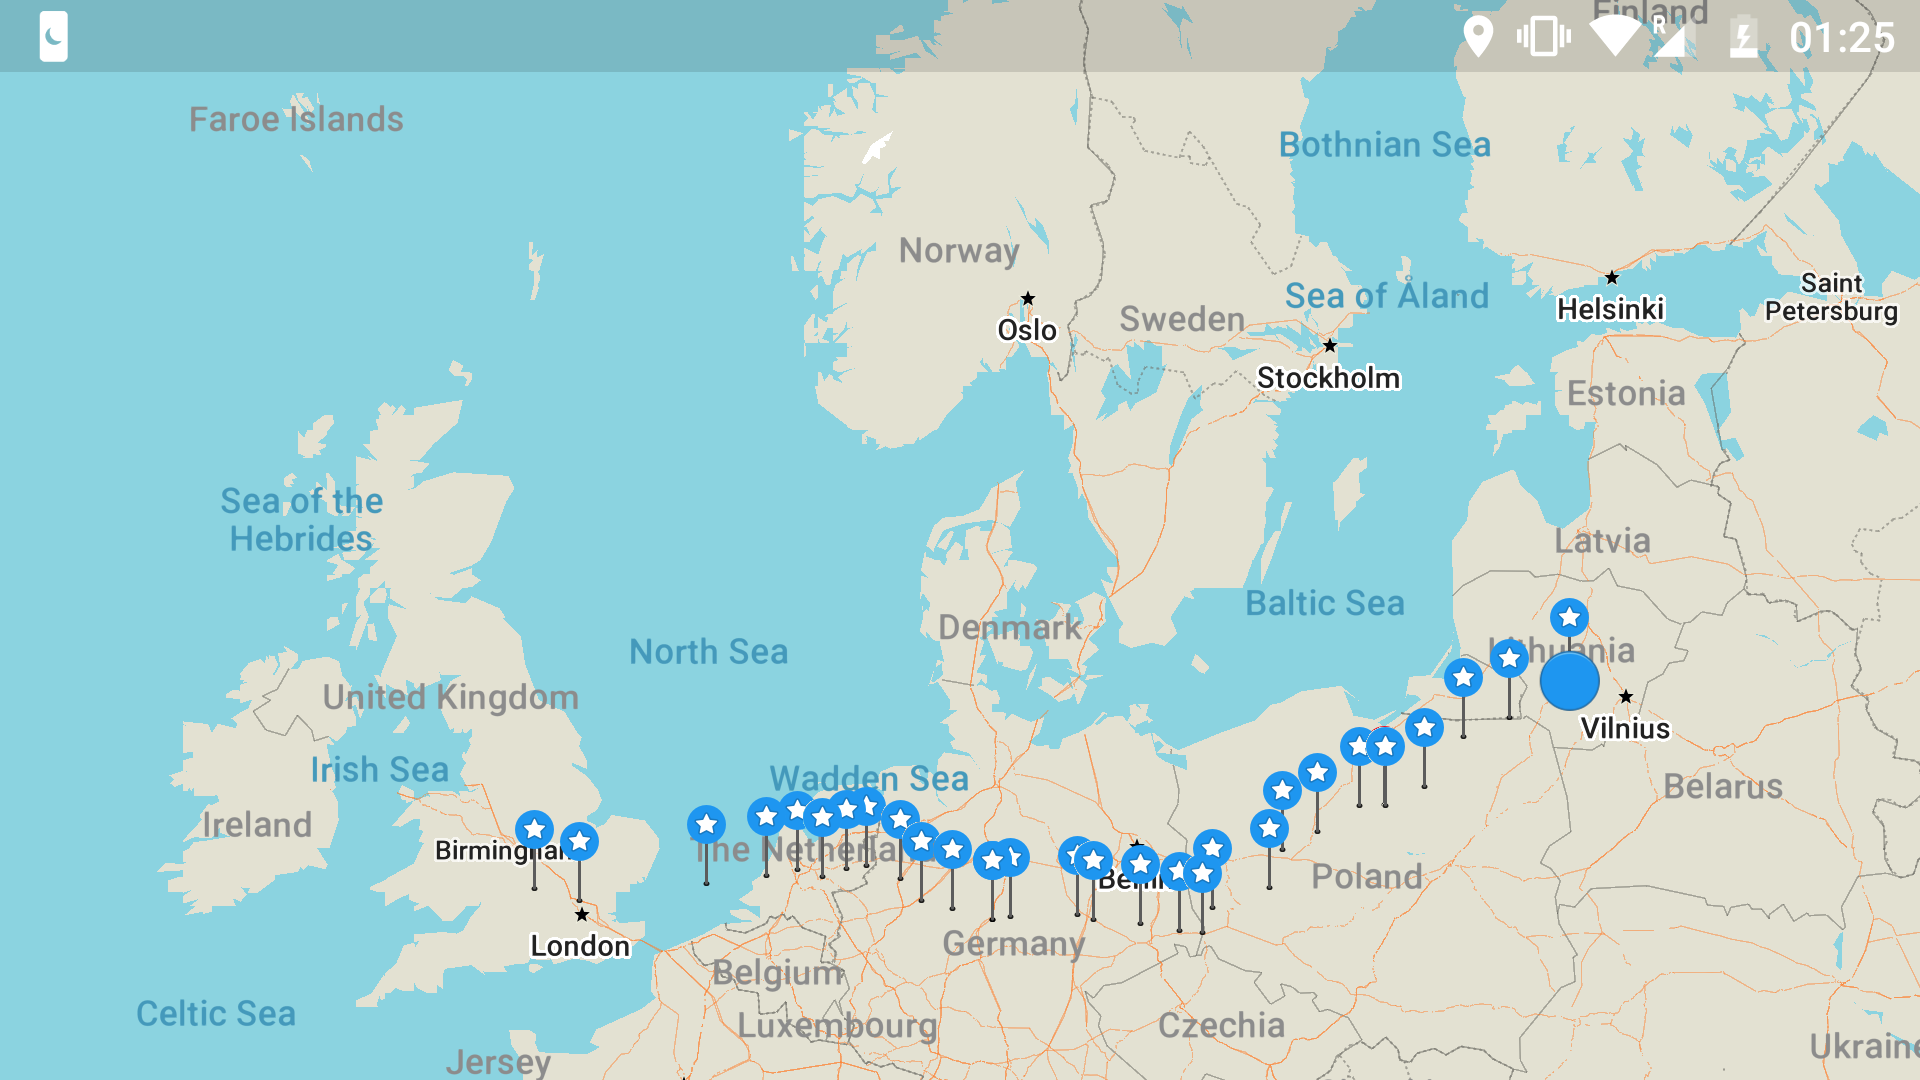 01:25
R
Finland
Faroe Islands
Bothnian Sea
Norway
Sea of Åland
Saint
Petersburg
Helsinki
Oslo
Sweden
Stockholm
Estonia
Sea of the
Hebrides
Latvia
Baltic Sea
Denmark
North Sea
Lithuania
United Kingdom
Vilnius
Irish Sea
Wadden Sea
Belarus
Ireland
Birmingham
The Netherla
Berlin
Poland
London
Germany
Belgium
Celtic Sea
Luxembourg
Czechia
Jersey
Ukraine